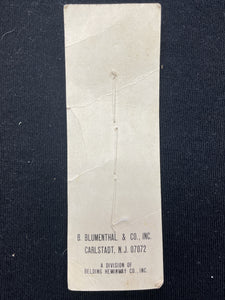 B. BLUMENTHAL & CO., INC.
CARLSTADT, N.J. 07072
A DIVISION OF
BELDING HEMINWAY CO., INC.